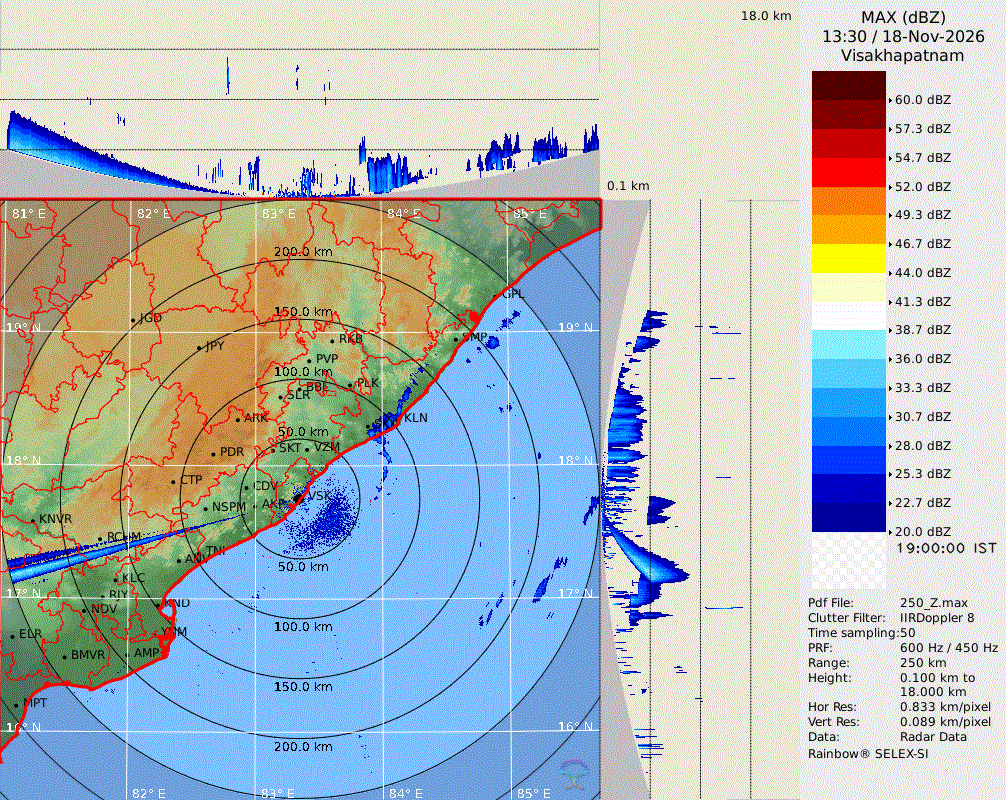 18.0 km
MAX (dBZ)
13:30 / 18-Nov-2026
Visakhapatnam
60.0 dBZ
57.3 dBZ
54.7 dBZ
52.0 dBZ
49.3 dBZ
46.7 dBZ
44.0 dBZ
41.3 dBZ
38.7 dBZ
36.0 dBZ
33.3 dBZ
30.7 dBZ
28.0 dBZ
25.3 dBZ
22.7 dBZ
20.0 dBZ
19:00:00 IST
Pdf File: 250_Z.max
Clutter Filter: IIRDoppler 8
Time sampling:50
PRF: 600 Hz / 450 Hz
Range: 250 km
Height: 0.100 km to
18.000 km
Hor Res: 0.833 km/pixel
Vert Res: 0.089 km/pixel
Data: Radar Data
Rainbow® SELEX-SI
0.1 km
81° E
82° E
83° E
84° E
85° E
200.0 km
GPL
150.0 km
JGD
19° N
19° N
RKB
SMP
JPY
PVP
100.0 km
BBL
PLK
SLR
ARK
KLN
50.0 km
SKT
VZM
PDR
18° N
18° N
CTP
CDV
VSK
NSPM
AKP
KNVR
TNI
50.0 km
KLC
RJY
17° N
17° N
KND
NDV
100.0 km
ELR
YNM
BMVR
AMP
150.0 km
MPT
16° N
16° N
200.0 km
82° E
83° E
84° E
85° E